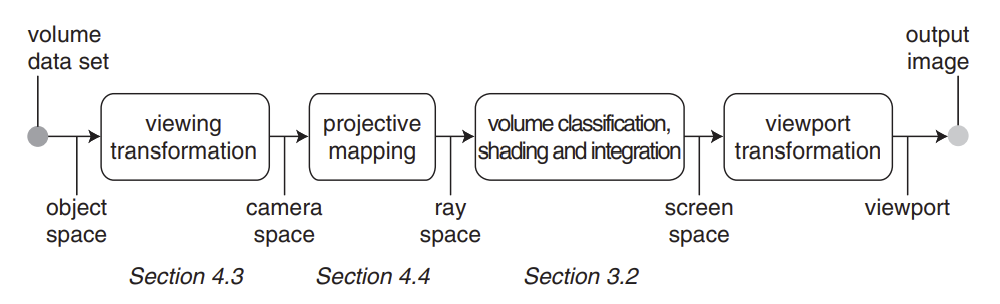 volume
data set
output
image
viewing
transformation
projective
mapping
volume classification,
shading and integration
viewport
transformation
object
space
camera
space
ray
space
screen
space
viewport
Section 4.3
Section 4.4
Section 3.2